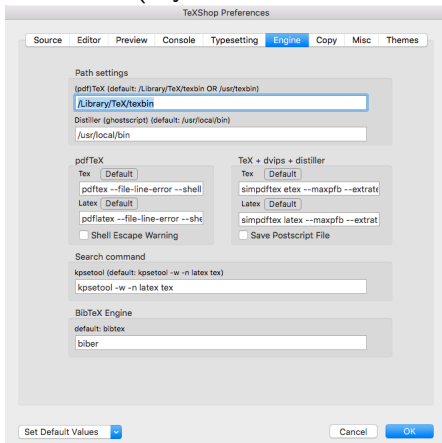 TeXShop Preferences
Source Editor Preview Console Typesetting Engine Copy Misc Themes
Path settings
(pdf)TeX (default: /Library/TeX/texbin OR /usr/texbin)
/Library/TeX/texbin
Distiller (ghostscript) (default: /usr/local/bin)
/usr/local/bin
pdfTeX TeX + dvips + distiller
Tex Default Tex Default
pdftex --file-line-error --shell simpdftex etex --maxpfb --extrate
Latex Default Latex Default
pdflatex --file-line-error --she simpdftex latex --maxpfb --extrat
Shell Escape Warning Save Postscript File
Search command
kpsetool (default: kpsetool -w -n latex tex)
kpsetool -w -n latex tex
BibTeX Engine
default: bibtex
biber
Set Default Values Cancel OK